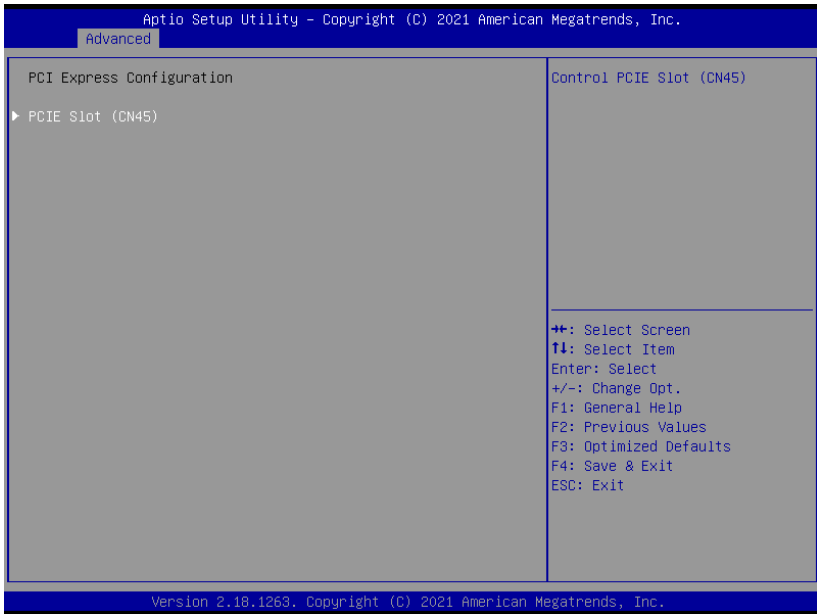 Aptio Setup Utility – Copyright (C) 2021 American Megatrends, Inc.
Advanced
PCI Express Configuration
▶ PCIE Slot (CN45)
Control PCIE Slot (CN45)
→←: Select Screen
↑↓: Select Item
Enter: Select
+/-: Change Opt.
F1: General Help
F2: Previous Values
F3: Optimized Defaults
F4: Save & Exit
ESC: Exit
Version 2.18.1263. Copyright (C) 2021 American Megatrends, Inc.